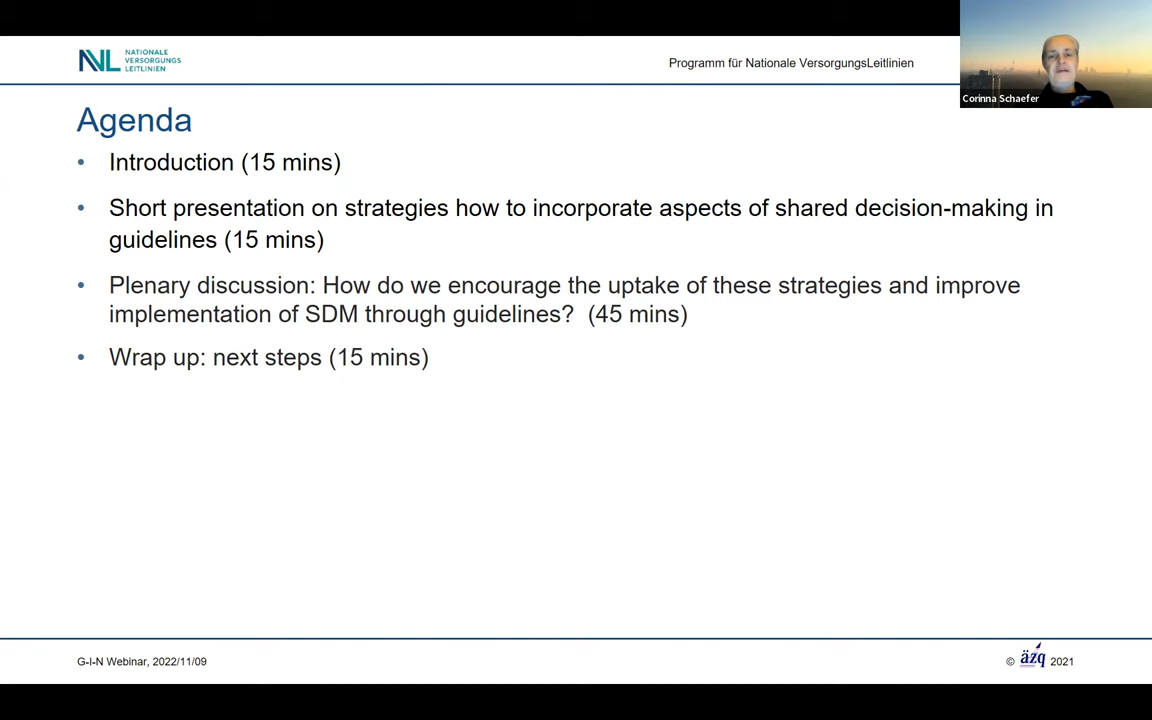 NVL NATIONALE
VERSORGUNGS
LEITLINIEN
Programm für Nationale VersorgungsLeitlinien
Corinna Schaefer
Agenda
• Introduction (15 mins)
• Short presentation on strategies how to incorporate aspects of shared decision-making in
guidelines (15 mins)
• Plenary discussion: How do we encourage the uptake of these strategies and improve
implementation of SDM through guidelines? (45 mins)
• Wrap up: next steps (15 mins)
G-I-N Webinar, 2022/11/09
© äzq 2021